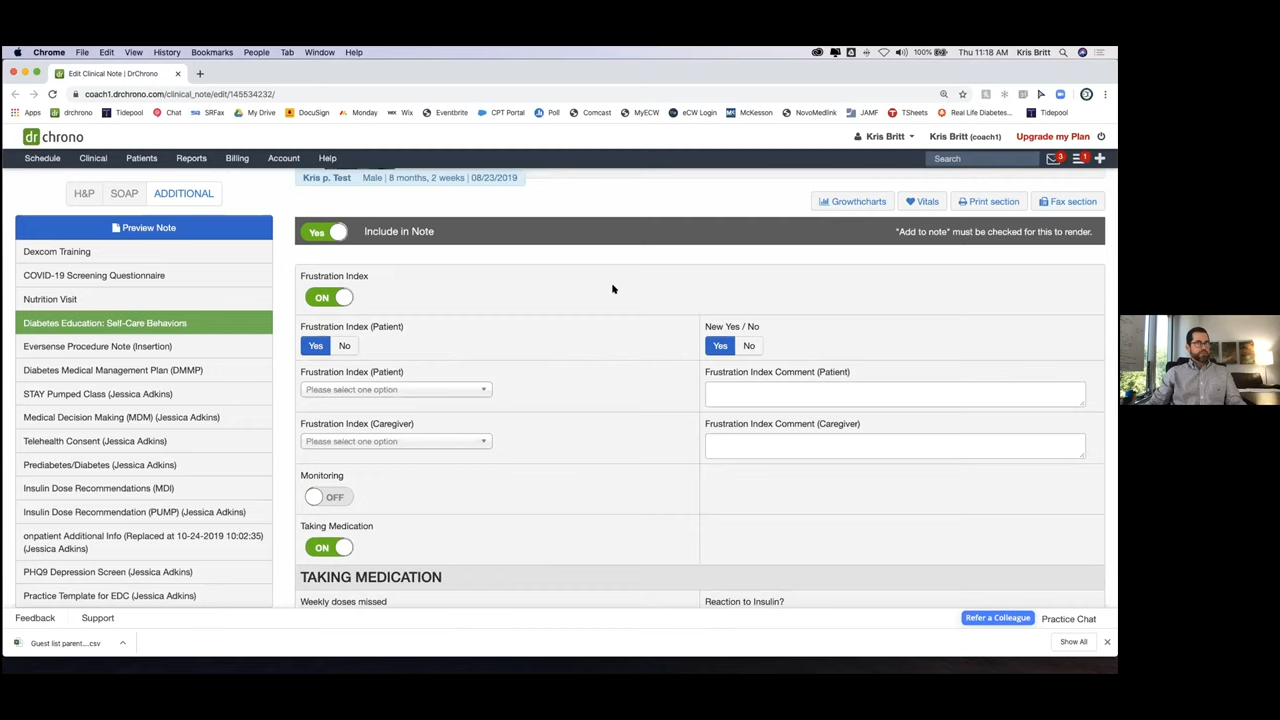 Chrome File Edit View History Bookmarks People Tab Window Help 100% Thu 11:18 AM Kris Britt
Edit Clinical Note | DrChrono
coach1.drchrono.com/clinical_note/edit/145534232/
Apps drchrono Tidepool Chat SRFax My Drive DocuSign Monday Wix Eventbrite CPT Portal Poll Comcast MyECW eCW Login McKesson NovoMedlink JAMF TSheets Real Life Diabetes... Tidepool
drchrono Kris Britt Kris Britt (coach1) Upgrade my Plan
Schedule Clinical Patients Reports Billing Account Help Search 3 1
Kris p. Test Male | 8 months, 2 weeks | 08/23/2019
H&P SOAP ADDITIONAL
Growthcharts Vitals Print section Fax section
Preview Note
Yes Include in Note "Add to note" must be checked for this to render.
Dexcom Training
COVID-19 Screening Questionnaire
Nutrition Visit
Diabetes Education: Self-Care Behaviors
Eversense Procedure Note (Insertion)
Diabetes Medical Management Plan (DMMP)
STAY Pumped Class (Jessica Adkins)
Medical Decision Making (MDM) (Jessica Adkins)
Telehealth Consent (Jessica Adkins)
Prediabetes/Diabetes (Jessica Adkins)
Insulin Dose Recommendations (MDI)
Insulin Dose Recommendation (PUMP) (Jessica Adkins)
onpatient Additional Info (Replaced at 10-24-2019 10:02:35)
(Jessica Adkins)
PHQ9 Depression Screen (Jessica Adkins)
Practice Template for EDC (Jessica Adkins)
Frustration Index
ON
Frustration Index (Patient) New Yes / No
Yes No Yes No
Frustration Index (Patient) Frustration Index Comment (Patient)
Please select one option
Frustration Index (Caregiver) Frustration Index Comment (Caregiver)
Please select one option
Monitoring
OFF
Taking Medication
ON
TAKING MEDICATION
Weekly doses missed Reaction to Insulin?
Feedback Support Refer a Colleague Practice Chat
Guest list parent....csv Show All